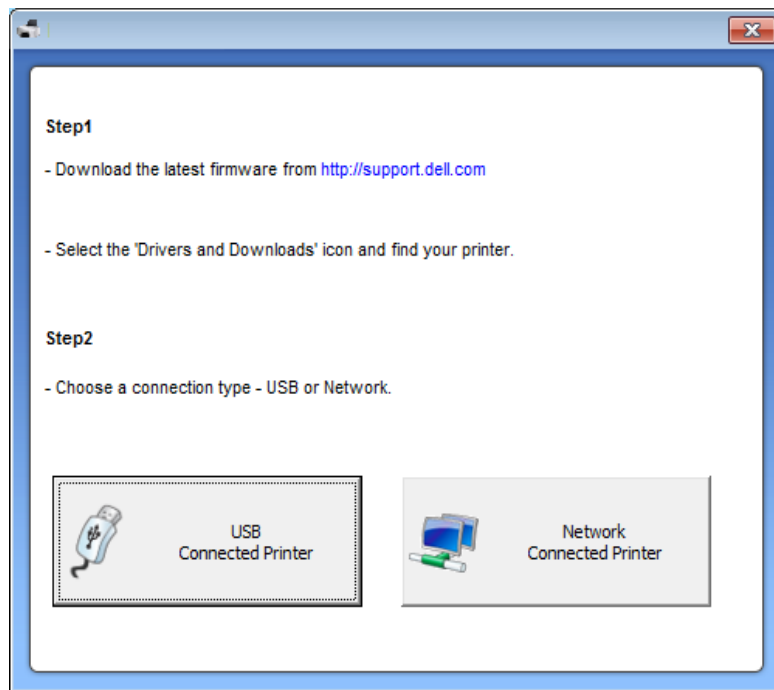 Step1
- Download the latest firmware from http://support.dell.com
- Select the 'Drivers and Downloads' icon and find your printer.
Step2
- Choose a connection type - USB or Network.
USB
Connected Printer
Network
Connected Printer